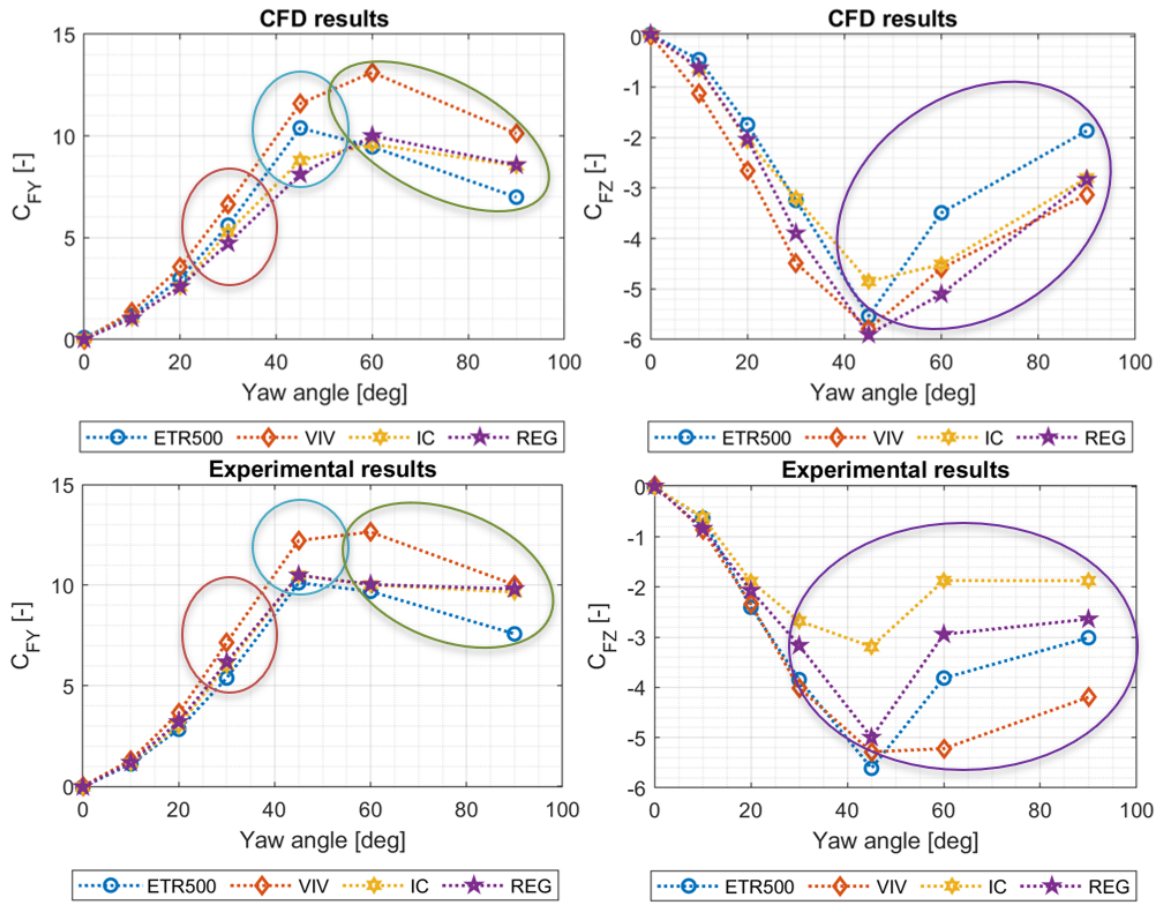 CFD results
15
10
5
0
C_FY [-]
0 20 40 60 80 100
Yaw angle [deg]
ETR500 VIV IC REG
CFD results
0
-1
-2
-3
-4
-5
-6
C_FZ [-]
0 20 40 60 80 100
Yaw angle [deg]
ETR500 VIV IC REG
Experimental results
15
10
5
0
C_FY [-]
0 20 40 60 80 100
Yaw angle [deg]
ETR500 VIV IC REG
Experimental results
0
-1
-2
-3
-4
-5
-6
C_FZ [-]
0 20 40 60 80 100
Yaw angle [deg]
ETR500 VIV IC REG